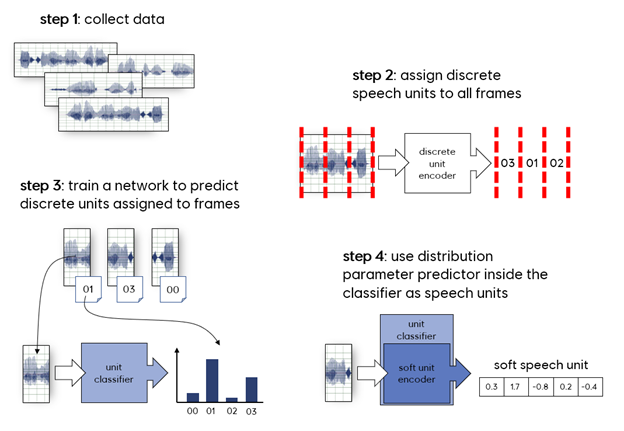 step 1: collect data
step 2: assign discrete
speech units to all frames
discrete
unit
encoder
03 01 02
step 3: train a network to predict
discrete units assigned to frames
01 03 00
unit
classifier
00 01 02 03
step 4: use distribution
parameter predictor inside the
classifier as speech units
unit
classifier
soft unit
encoder
soft speech unit
0.3 1.7 -0.8 0.2 -0.4